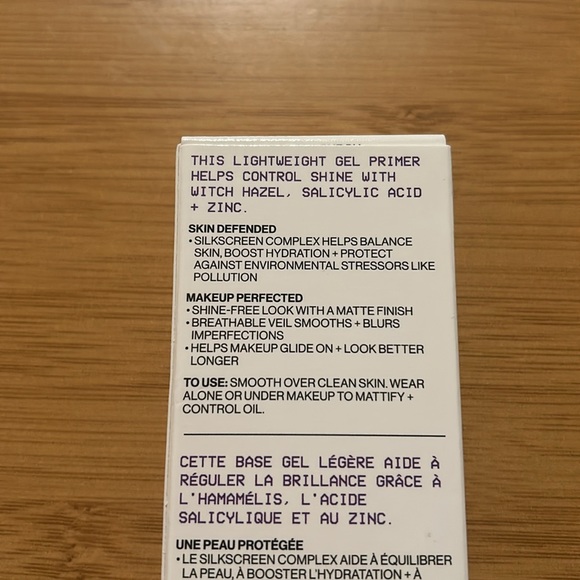 THIS LIGHTWEIGHT GEL PRIMER
HELPS CONTROL SHINE WITH
WITCH HAZEL, SALICYLIC ACID
+ ZINC.
SKIN DEFENDED
• SILKSCREEN COMPLEX HELPS BALANCE
SKIN, BOOST HYDRATION + PROTECT
AGAINST ENVIRONMENTAL STRESSORS LIKE
POLLUTION
MAKEUP PERFECTED
• SHINE-FREE LOOK WITH A MATTE FINISH
• BREATHABLE VEIL SMOOTHS + BLURS
IMPERFECTIONS
• HELPS MAKEUP GLIDE ON + LOOK BETTER
LONGER
TO USE: SMOOTH OVER CLEAN SKIN. WEAR
ALONE OR UNDER MAKEUP TO MATTIFY +
CONTROL OIL.
CETTE BASE GEL LÉGÈRE AIDE À
RÉGULER LA BRILLANCE GRÂCE À
L'HAMAMÉLIS, L'ACIDE
SALICYLIQUE ET AU ZINC.
UNE PEAU PROTÉGÉE
• LE SILKSCREEN COMPLEX AIDE À ÉQUILIBRER
LA PEAU, À BOOSTER L'HYDRATATION + À